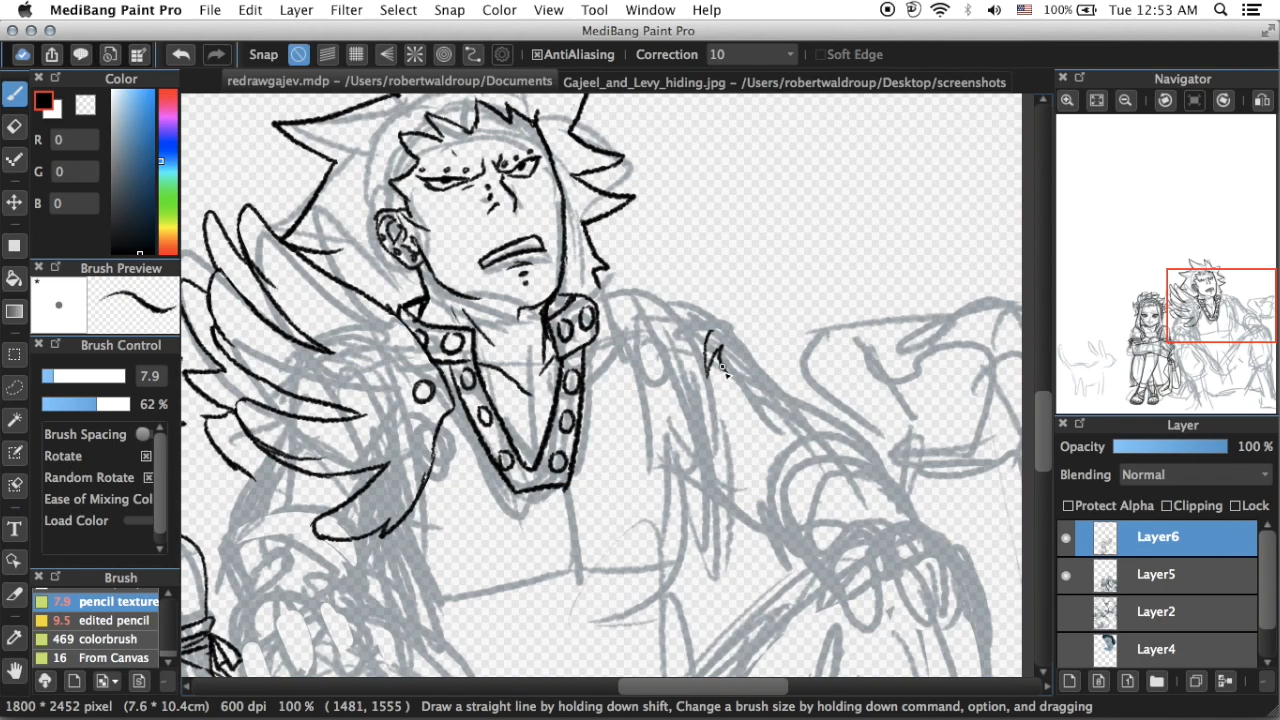 MediBang Paint Pro File Edit Layer Filter Select Snap Color View Tool Window Help 100% Tue 12:53 AM
MediBang Paint Pro
Snap AntiAliasing Correction 10 Soft Edge
Color
redrawgajev.mdp – /Users/robertwaldroup/Documents Gajeel_and_Levy_hiding.jpg – /Users/robertwaldroup/Desktop/screenshots
Navigator
R 0
G 0
B 0
Brush Preview
*
Brush Control
7.9
62 %
Brush Spacing
Rotate
Random Rotate
Ease of Mixing Col
Load Color
Brush
7.9 pencil texture
9.5 edited pencil
469 colorbrush
16 From Canvas
Layer
Opacity 100 %
Blending Normal
Protect Alpha Clipping Lock
Layer6
Layer5
Layer2
Layer4
T
1800 * 2452 pixel (7.6 * 10.4cm) 600 dpi 100 % ( 1481, 1555 ) Draw a straight line by holding down shift, Change a brush size by holding down command, option, and dragging